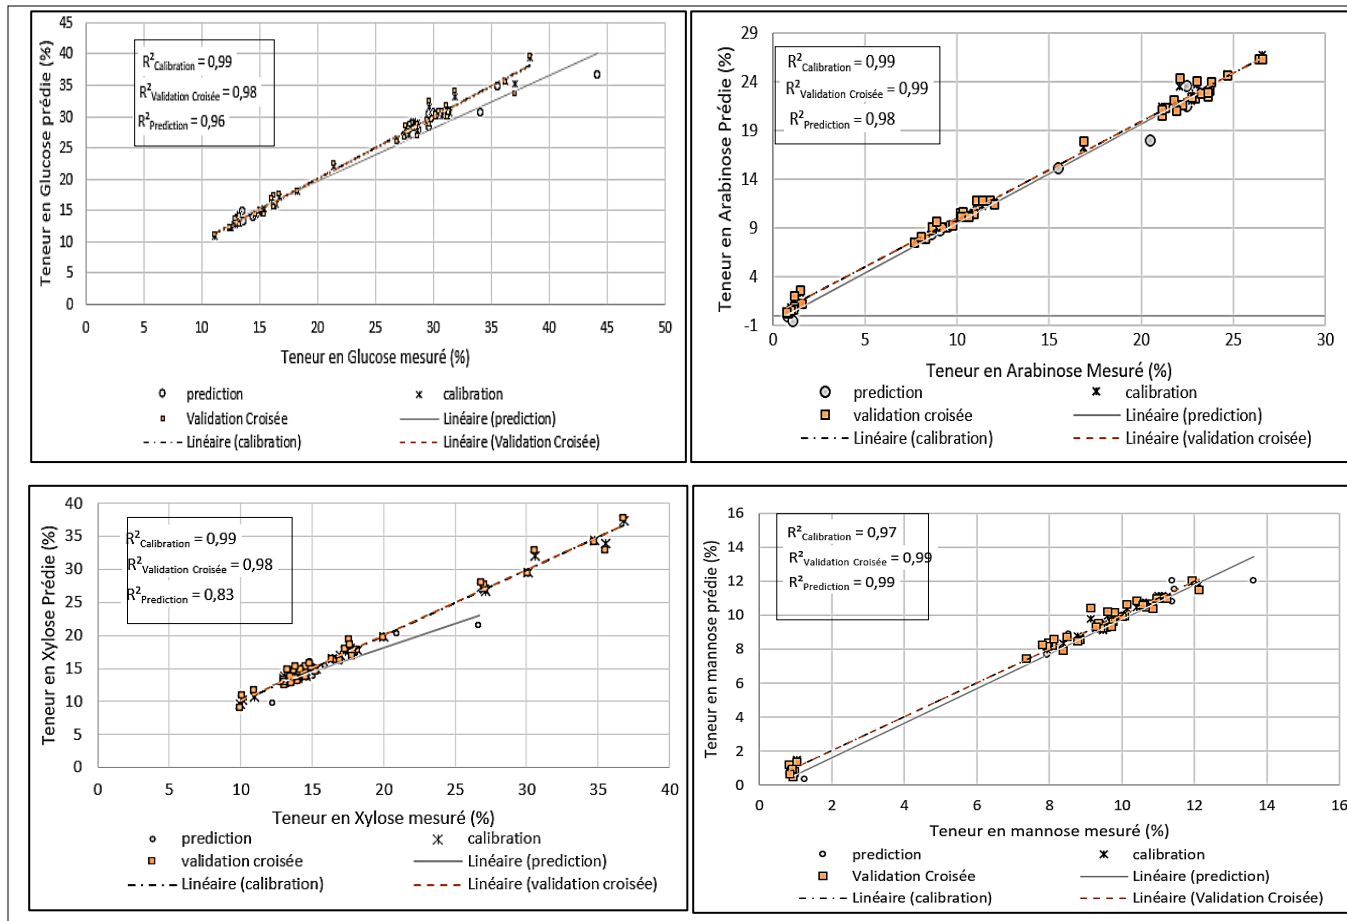 45
40
35
30
25
20
15
10
5
0
Teneur en Glucose prédie (%)
R²Calibration = 0,99
R²Validation Croisée = 0,98
R²Prediction = 0,96
0 5 10 15 20 25 30 35 40 45 50
Teneur en Glucose mesuré (%)
prediction calibration
Validation Croisée Linéaire (prediction)
Linéaire (calibration) Linéaire (Validation Croisée)
29
24
19
14
9
4
-1
Teneur en Arabinose Prédie (%)
R²Calibration = 0,99
R²Validation Croisée = 0,99
R²Prediction = 0,98
0 5 10 15 20 25 30
Teneur en Arabinose Mesuré (%)
prediction calibration
validation croisée Linéaire (prediction)
Linéaire (calibration) Linéaire (validation croisée)
40
35
30
25
20
15
10
5
0
Teneur en Xylose Prédie (%)
R²Calibration = 0,99
R²Validation Croisée = 0,98
R²Prediction = 0,83
0 5 10 15 20 25 30 35 40
Teneur en Xylose mesuré (%)
prediction calibration
validation croisée Linéaire (prediction)
Linéaire (calibration) Linéaire (validation croisée)
16
14
12
10
8
6
4
2
0
Teneur en mannose prédie (%)
R²Calibration = 0,97
R²Validation Croisée = 0,99
R²Prediction = 0,99
0 2 4 6 8 10 12 14 16
Teneur en mannose mesuré (%)
prediction calibration
Validation Croisée Linéaire (prediction)
Linéaire (calibration) Linéaire (Validation Croisée)